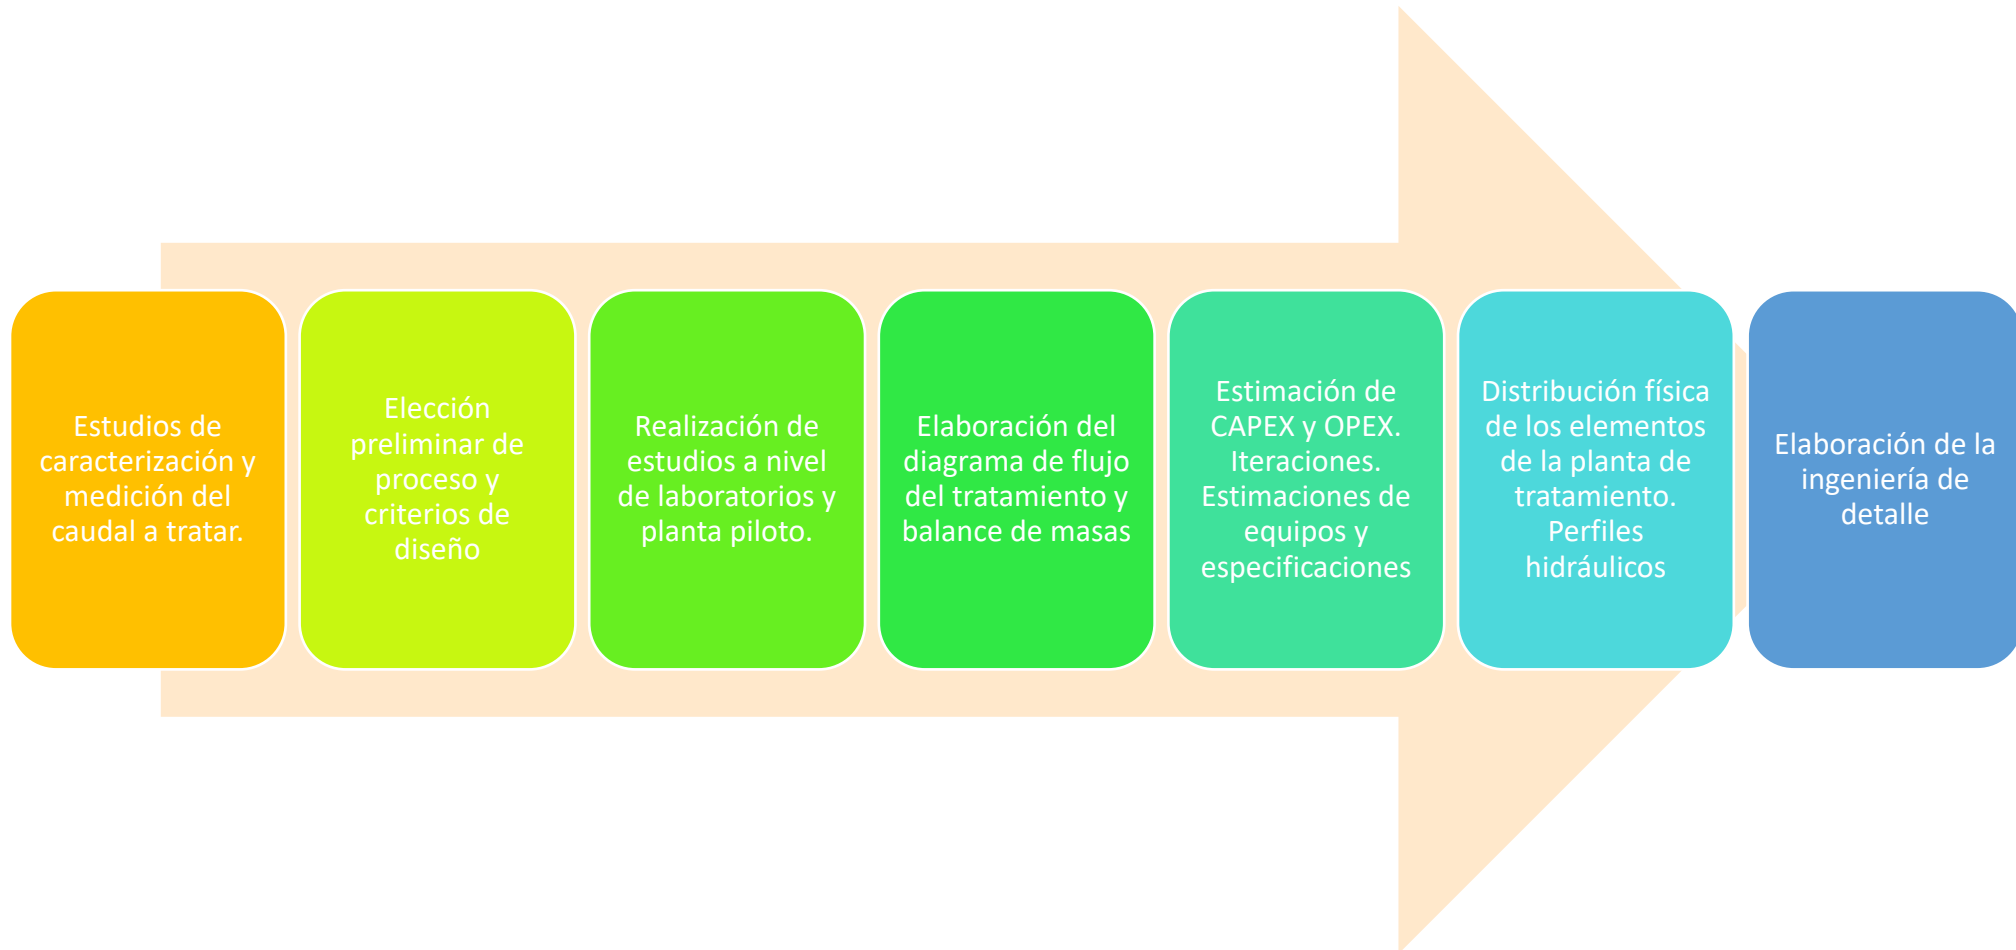 Estudios de
caracterización y
medición del
caudal a tratar.
Elección
preliminar de
proceso y
criterios de
diseño
Realización de
estudios a nivel
de laboratorios y
planta piloto.
Elaboración del
diagrama de flujo
del tratamiento y
balance de masas
Estimación de
CAPEX y OPEX.
Iteraciones.
Estimaciones de
equipos y
especificaciones
Distribución física
de los elementos
de la planta de
tratamiento.
Perfiles
hidráulicos
Elaboración de la
ingeniería de
detalle